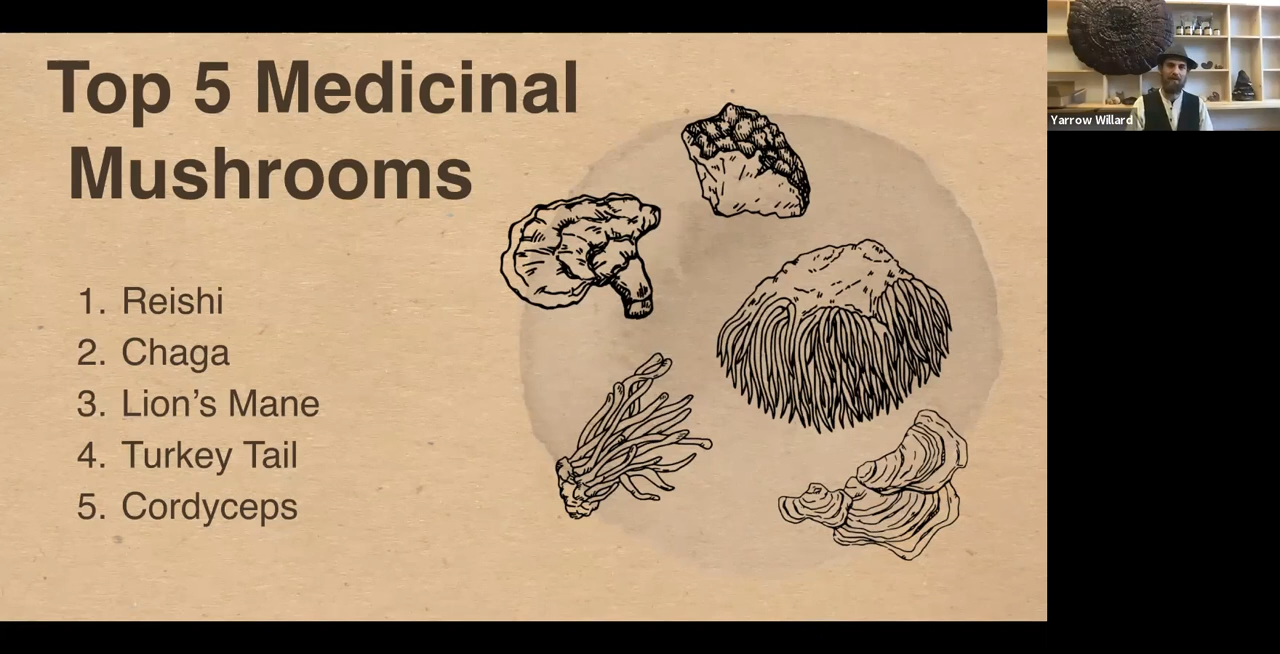 Top 5 Medicinal
Mushrooms
1. Reishi
2. Chaga
3. Lion’s Mane
4. Turkey Tail
5. Cordyceps
Yarrow Willard